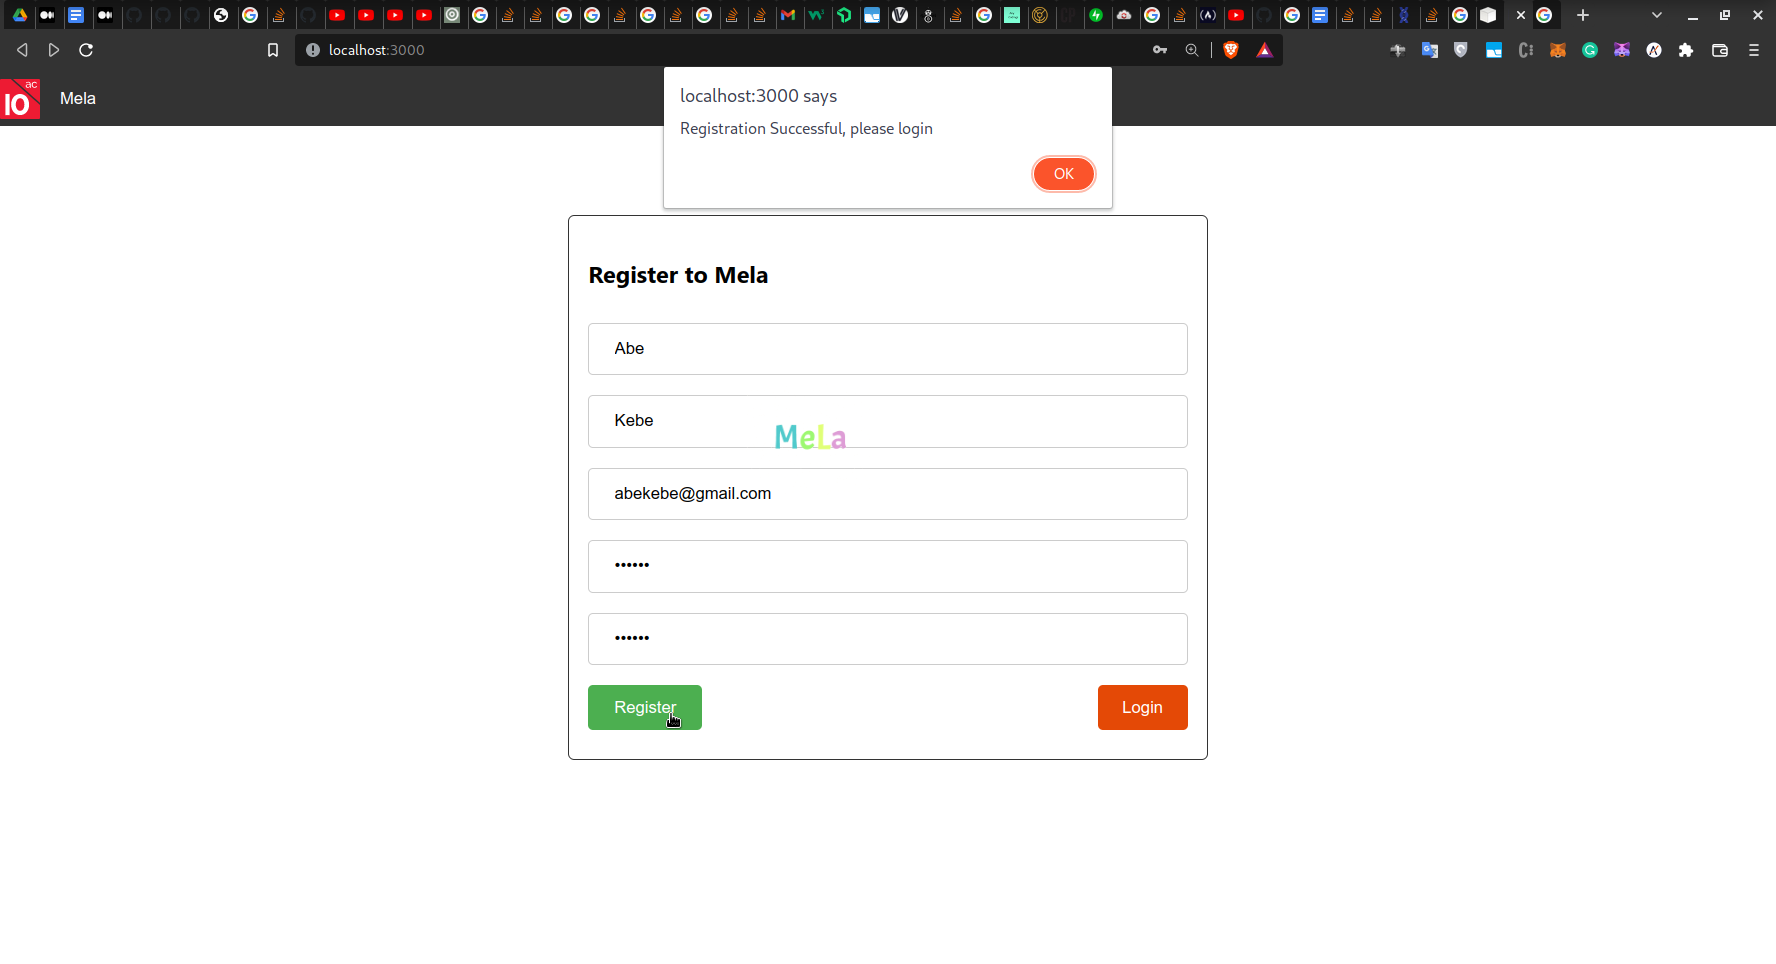 localhost:3000
ac
IO
Mela
localhost:3000 says
Registration Successful, please login
OK
Register to Mela
Abe
Kebe
MeLa
abekebe@gmail.com
••••••
••••••
Register
Login